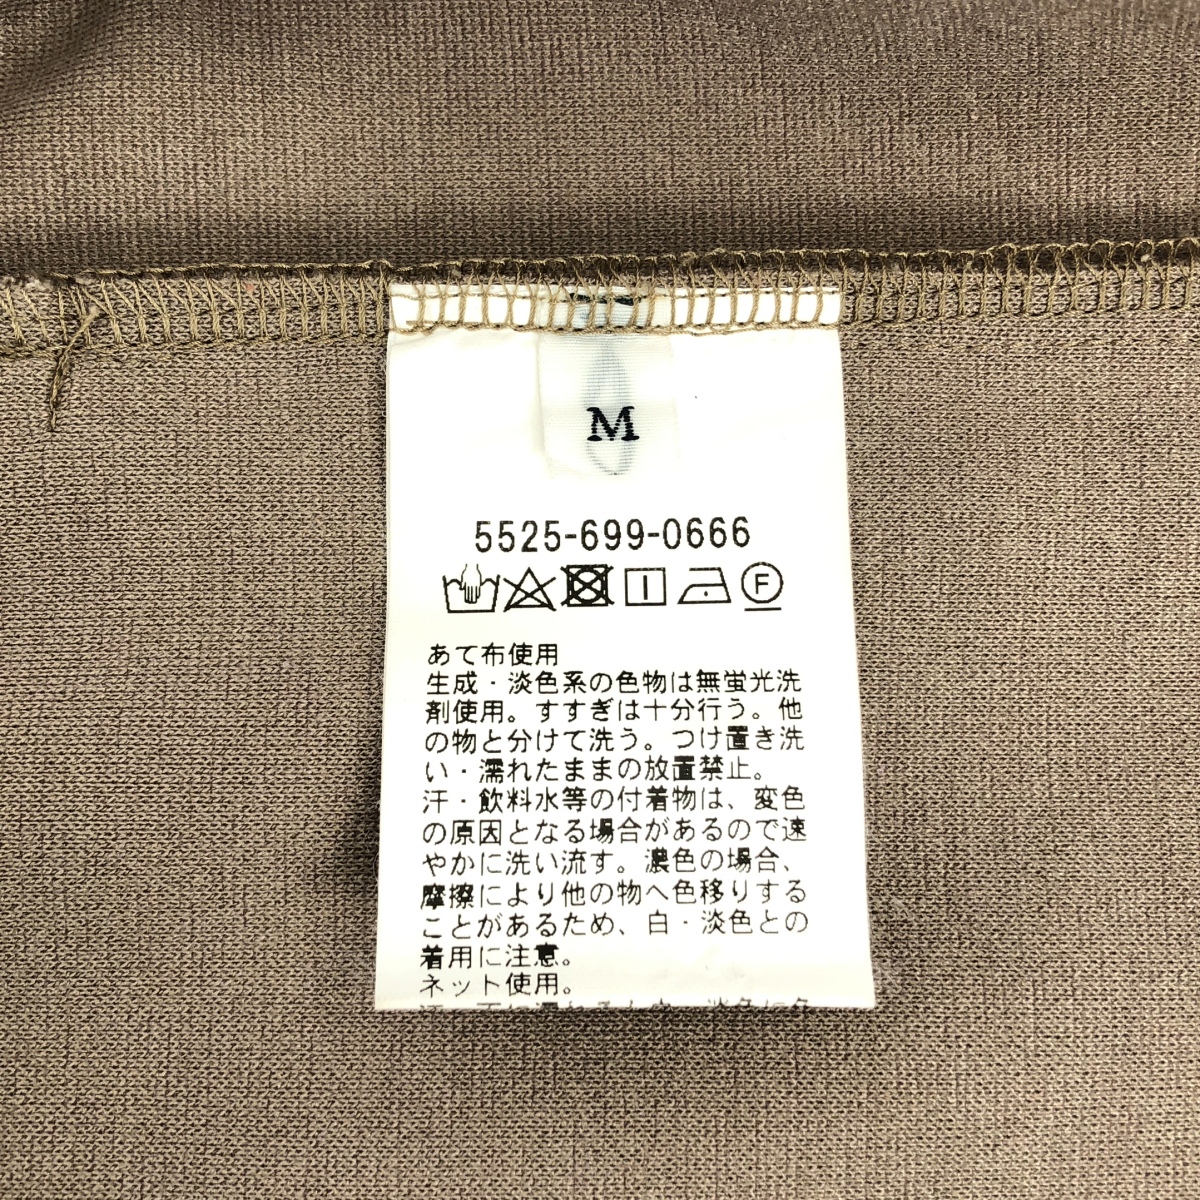 M
5525-699-0666
F
あて布使用
生成・淡色系の色物は無蛍光洗
剤使用。すすぎは十分行う。他
の物と分けて洗う。つけ置き洗
い・濡れたままの放置禁止。
汗・飲料水等の付着物は、変色
の原因となる場合があるので速
やかに洗い流す。濃色の場合、
摩擦により他の物へ色移りする
ことがあるため、白・淡色との
着用に注意。
ネット使用。